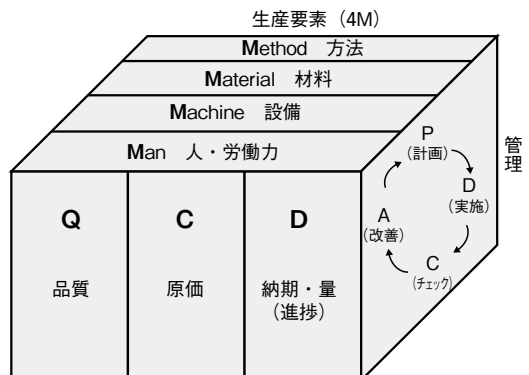 生産要素（4M）
Method 方法
Material 材料
Machine 設備
Man 人・労働力
Q
品質
C
原価
D
納期・量
（進捗）
P
（計画）
D
（実施）
C
（チェック）
A
（改善）
管理